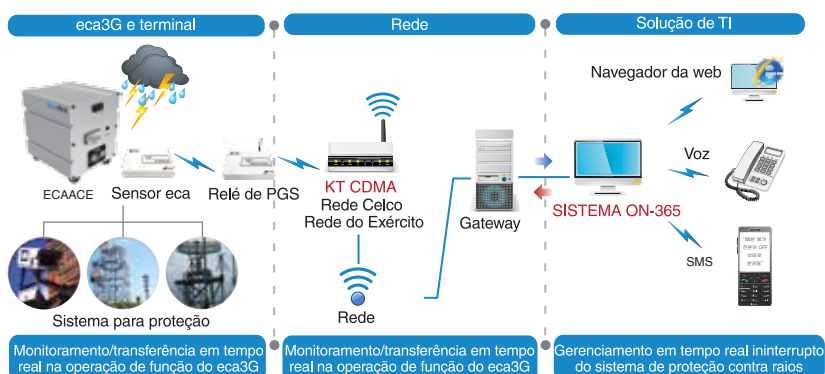 eca3G e terminal
Rede
Solução de TI
Navegador da web
Voz
SMS
ECAACE
Sensor eca
Relé de PGS
KT CDMA
Rede Celco
Rede do Exército
Gateway
SISTEMA ON-365
Rede
Sistema para proteção
Monitoramento/transferência em tempo
real na operação de função do eca3G
Monitoramento/transferência em tempo
real na operação de função do eca3G
Gerenciamento em tempo real ininterrupto
do sistema de proteção contra raios